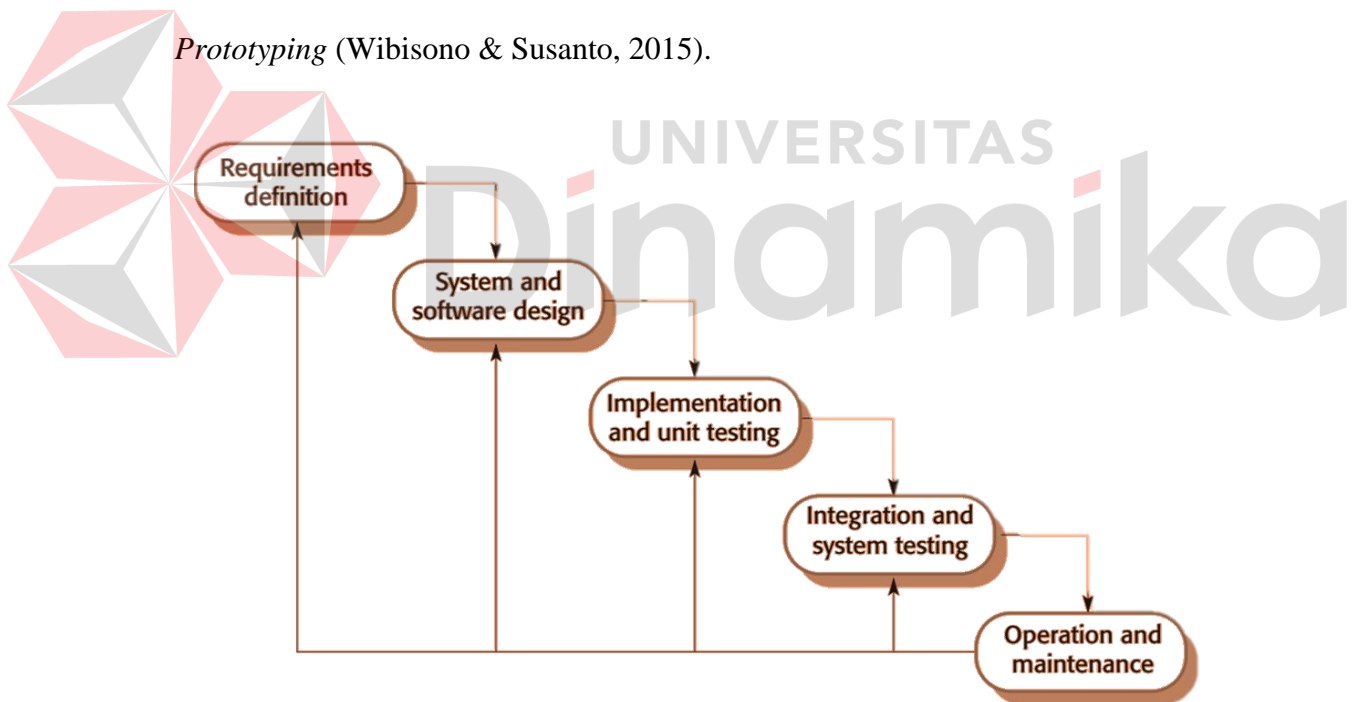 Prototyping (Wibisono & Susanto, 2015).
UNIVERSITAS
Dinamika
Requirements
definition
System and
software design
Implementation
and unit testing
Integration and
system testing
Operation and
maintenance